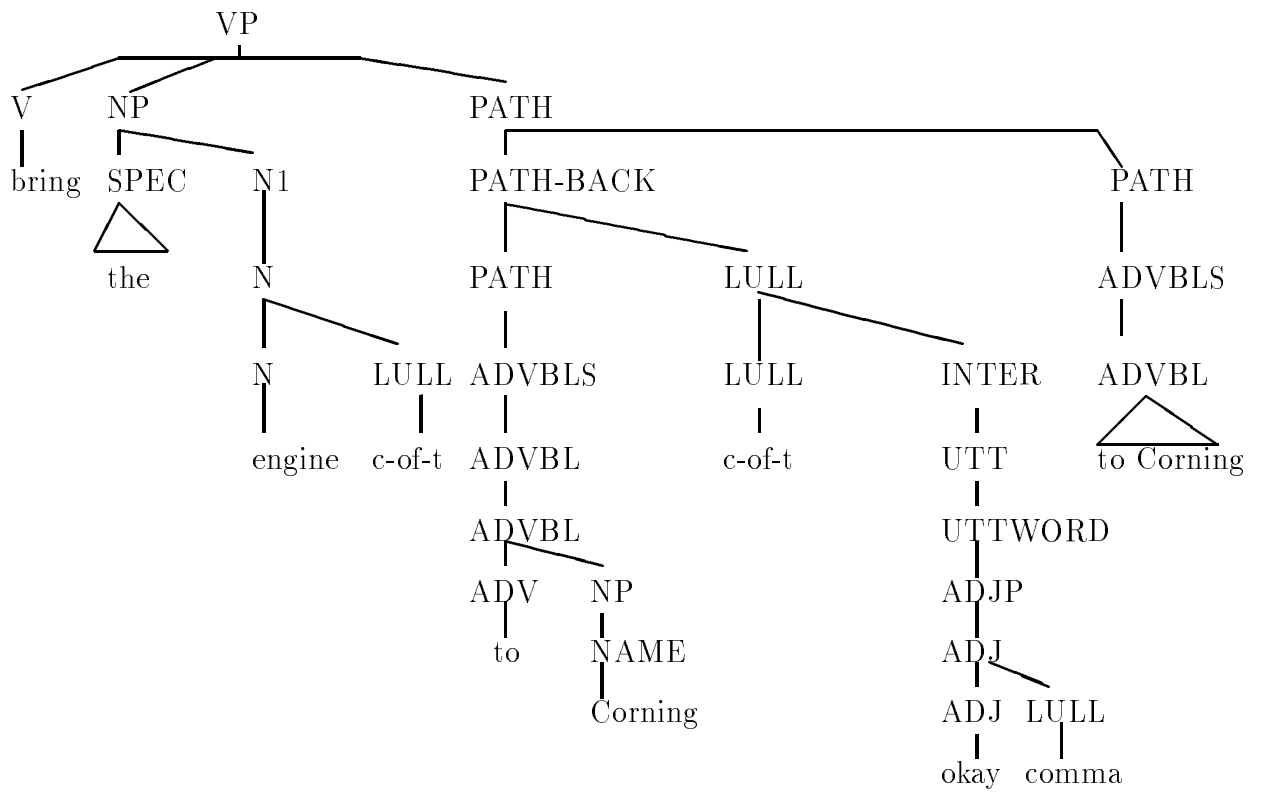 VP
V NP PATH
bring SPEC N1 PATH-BACK PATH
the N PATH LULL ADVBLS
N LULL ADVBLS LULL INTER ADVBL
engine c-of-t ADVBL c-of-t UTT to Corning
ADVBL UTTWORD
ADV NP ADJP
to NAME ADJ
Corning ADJ LULL
okay comma